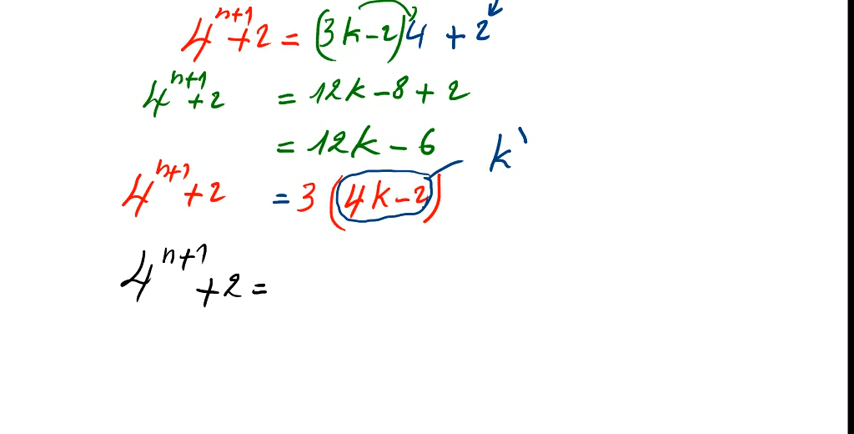 4^{n+1} + 2 = (3k - 2)4 + 2
4^{n+1} + 2 = 12k - 8 + 2
= 12k - 6
k'
4^{n+1} + 2 = 3(4k - 2)
4^{n+1} + 2 =